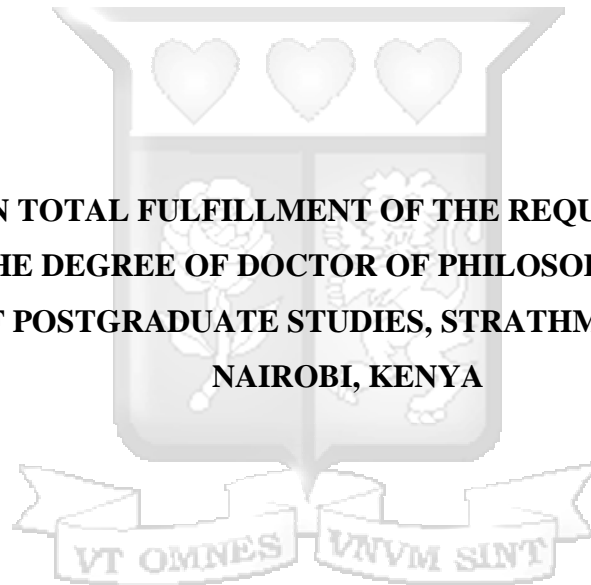 N TOTAL FULFILLMENT OF THE REQU
HE DEGREE OF DOCTOR OF PHILOSO
POSTGRADUATE STUDIES, STRATHM
NAIROBI, KENYA
VT OMNES VNVM SINT